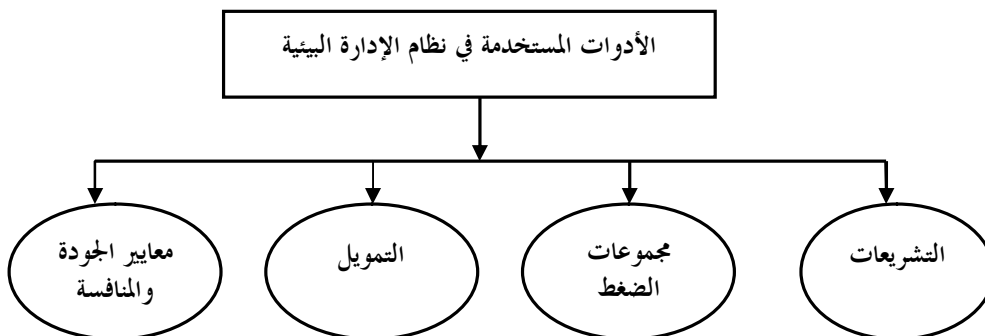 الأدوات المستخدمة في نظام الإدارة البيئية
التشريعات
مجموعات
الضغط
التمويل
معايير الجودة
والمنافسة